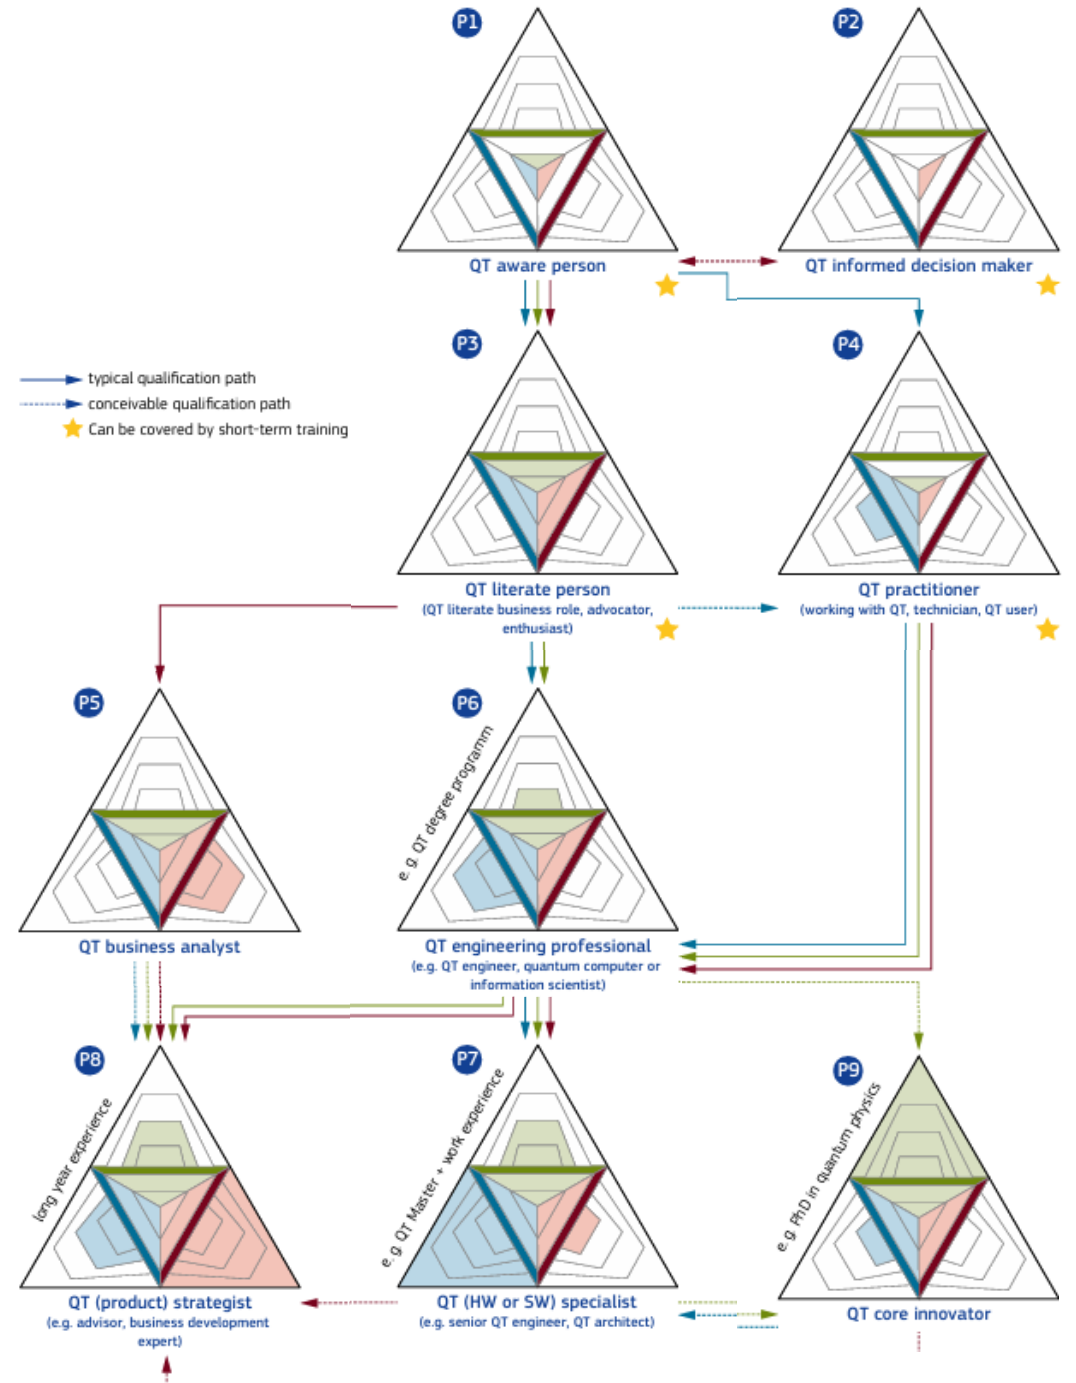 P1
P2
QT aware person
QT informed decision maker
P3
P4
typical qualification path
conceivable qualification path
Can be covered by short-term training
QT literate person
(QT literate business role, advocator,
enthusiast)
QT practitioner
(working with QT, technician, QT user)
P5
P6
e. g. QT degree programm
QT business analyst
QT engineering professional
(e.g. QT engineer, quantum computer or
information scientist)
P8
P7
P9
long year experience
e. g. QT Master + work experience
e. g. PhD in quantum physics
QT (product) strategist
(e.g. advisor, business development
expert)
QT (HW or SW) specialist
(e.g. senior QT engineer, QT architect)
QT core innovator